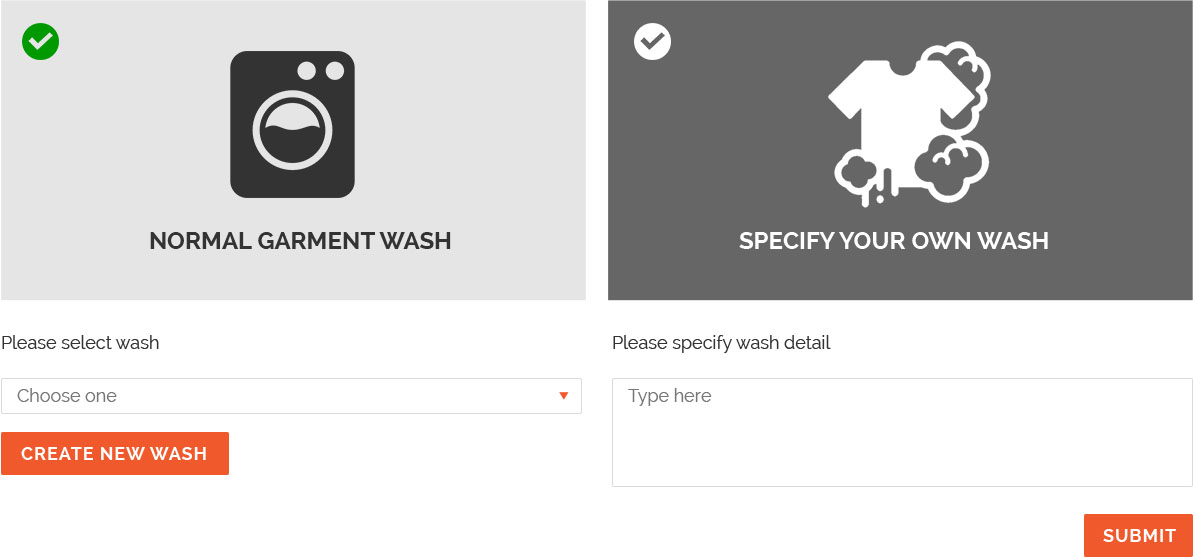 NORMAL GARMENT WASH
SPECIFY YOUR OWN WASH
Please select wash
Please specify wash detail
Choose one
Type here
CREATE NEW WASH
SUBMIT